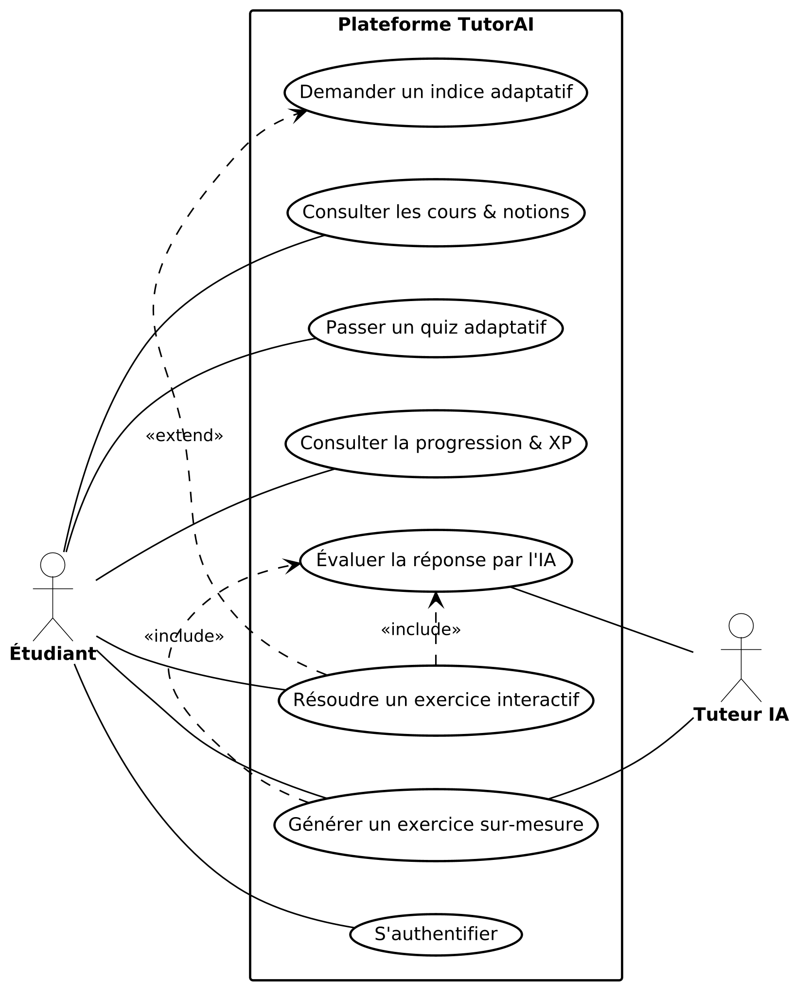 Plateforme TutorAI
Demander un indice adaptatif
Consulter les cours & notions
Passer un quiz adaptatif
«extend»
Consulter la progression & XP
Évaluer la réponse par l'IA
«include»
«include»
Étudiant
Résoudre un exercice interactif
Tuteur IA
Générer un exercice sur-mesure
S'authentifier